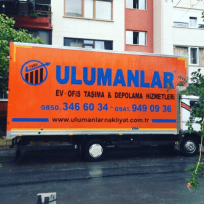 ULUMANLAR
EV-OFİS TAŞIMA & DEPOLAMA HİZMETLERİ
0850. 346 60 34 - 0541. 949 09 36
www.ulumanlarnakliyat.com.tr